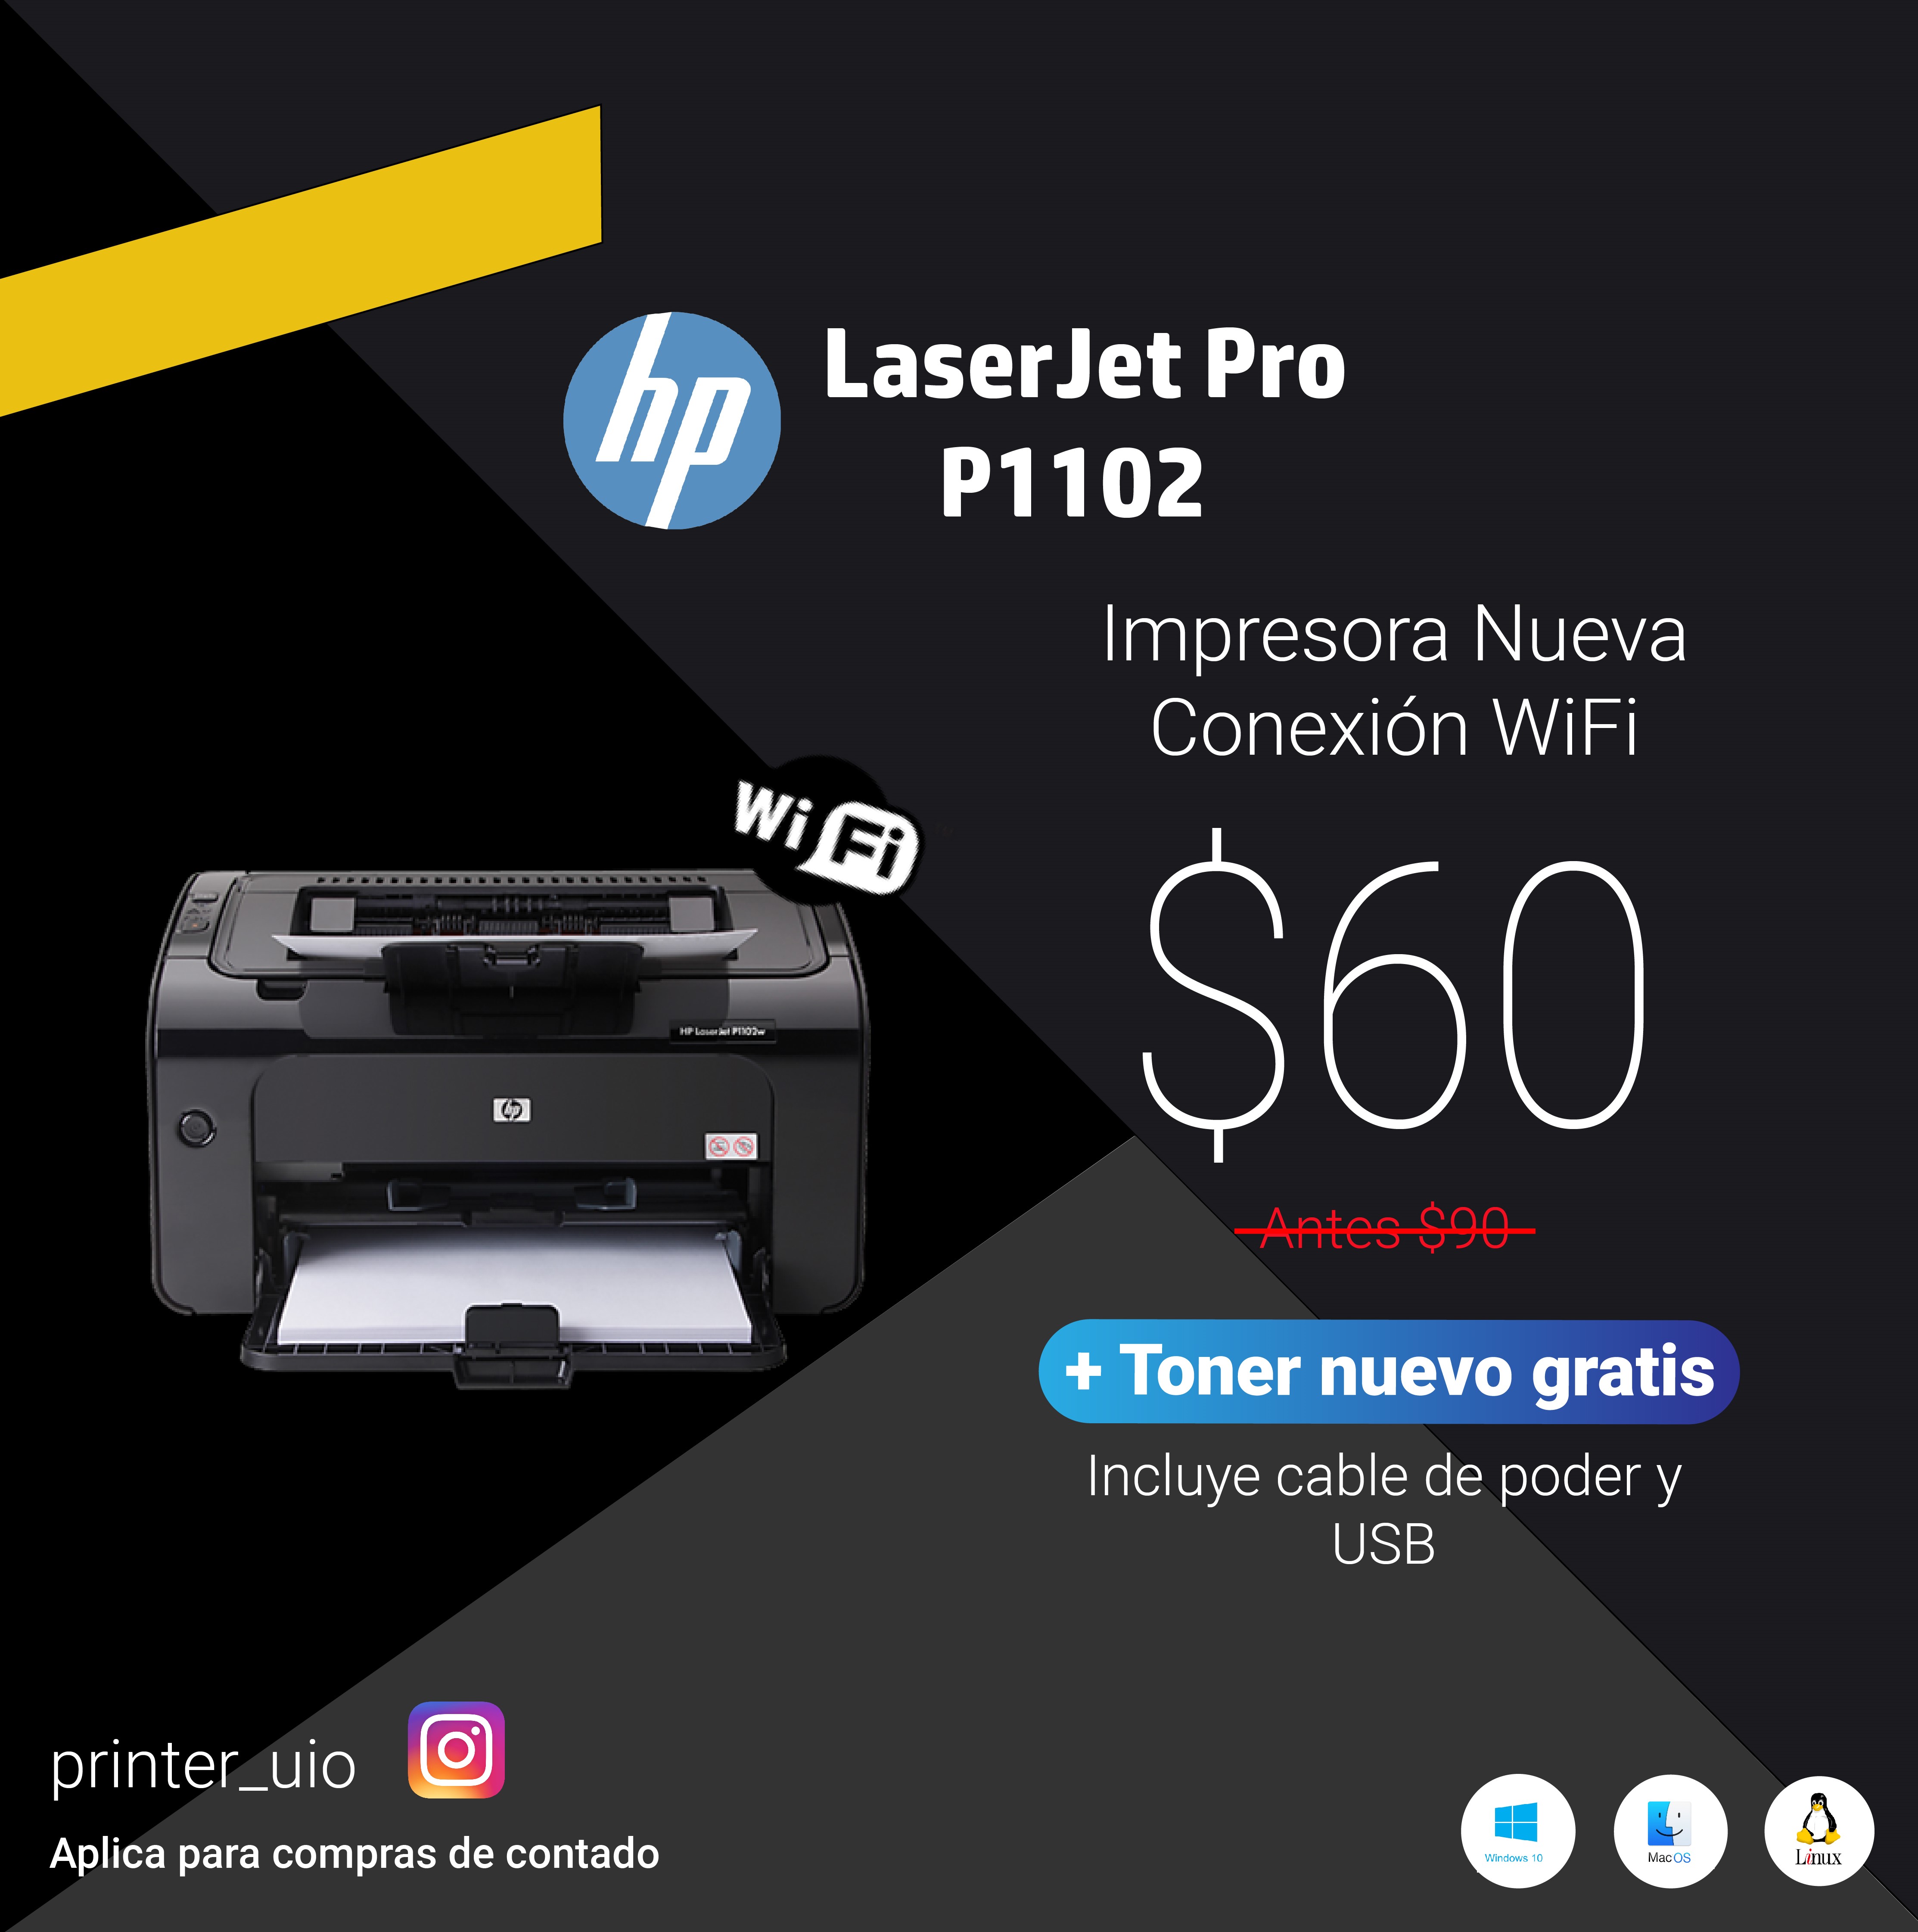 hp
LaserJet Pro
P1102
Impresora Nueva
Conexión WiFi
Wi Fi
$60
HP LaserJet P1102w
hp
Antes $90
+ Toner nuevo gratis
Incluye cable de poder y
USB
printer_uio
Aplica para compras de contado
Windows 10
MacOS
Linux